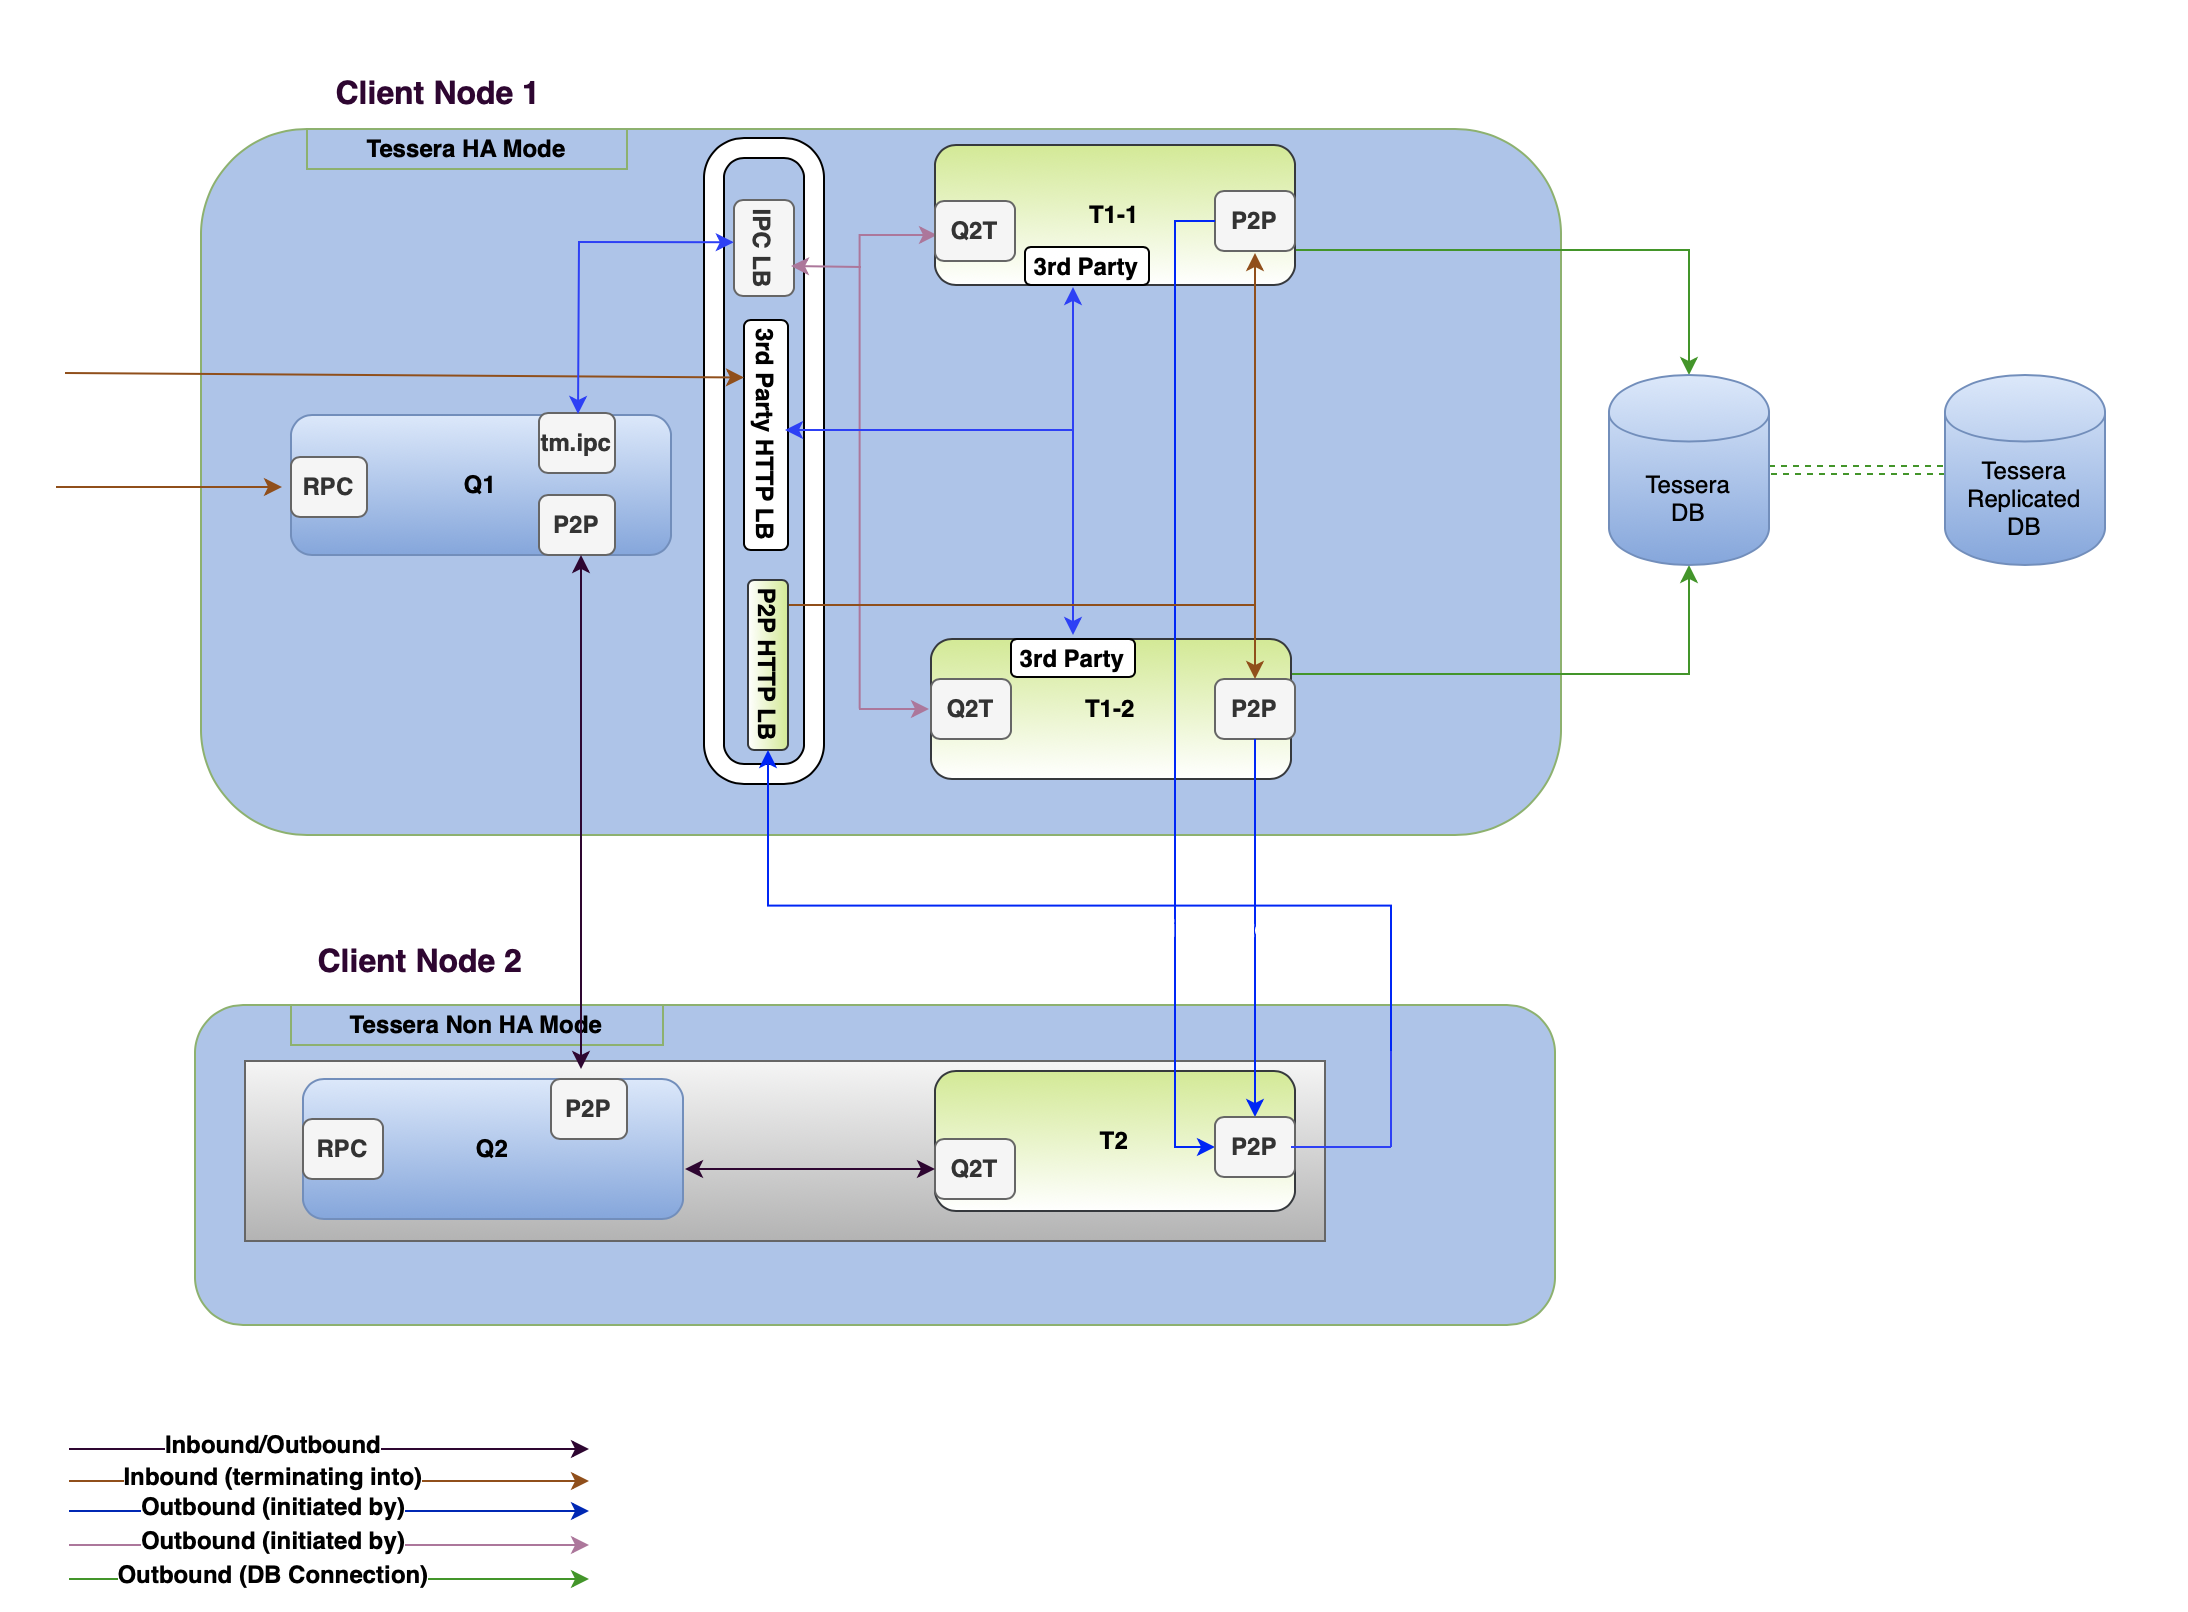 Client Node 1
Tessera HA Mode
IPC LB
3rd Party HTTP LB
P2P HTTP LB
Q2T
T1-1
P2P
3rd Party
tm.ipc
RPC
Q1
P2P
Tessera
DB
Tessera
Replicated
DB
3rd Party
Q2T
T1-2
P2P
Client Node 2
Tessera Non HA Mode
P2P
RPC
Q2
T2
P2P
Q2T
Inbound/Outbound
Inbound (terminating into)
Outbound (initiated by)
Outbound (initiated by)
Outbound (DB Connection)